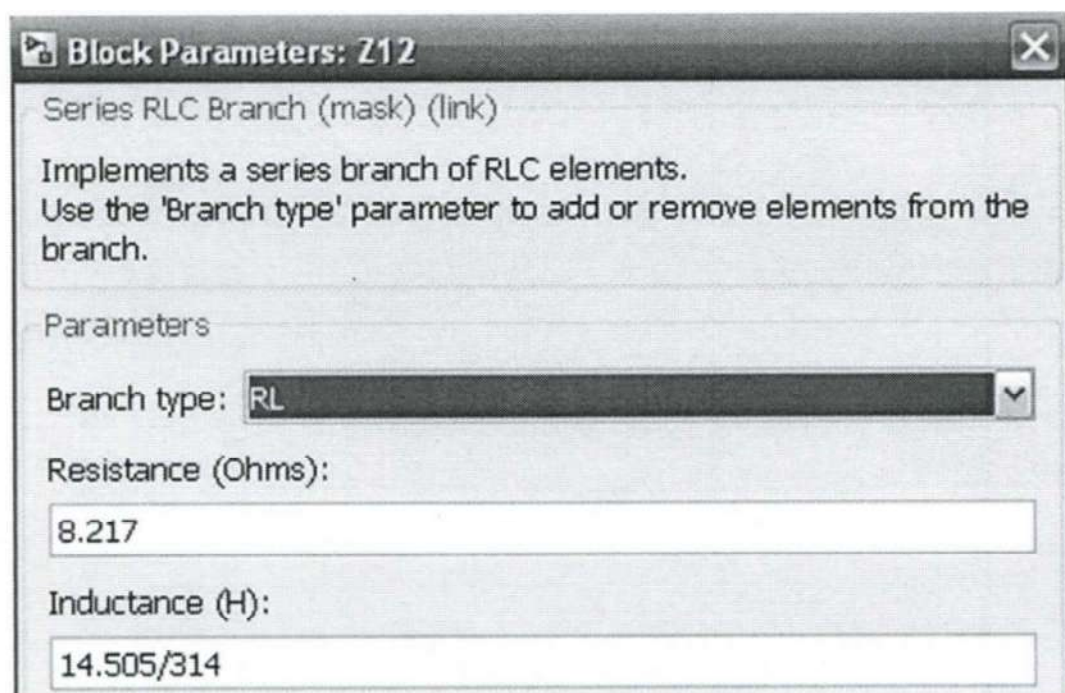 Block Parameters: Z12
Series RLC Branch (mask) (link)
Implements a series branch of RLC elements.
Use the 'Branch type' parameter to add or remove elements from the
branch.
Parameters
Branch type: RL
Resistance (Ohms):
8.217
Inductance (H):
14.505/314